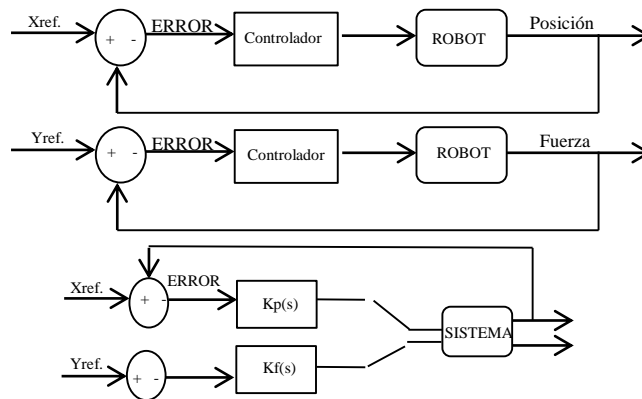 Xref.
+ -
ERROR
Controlador
ROBOT
Posición
Yref.
+ -
ERROR
Controlador
ROBOT
Fuerza
ERROR
Xref.
+ -
Kp(s)
SISTEMA
Yref.
+ -
Kf(s)